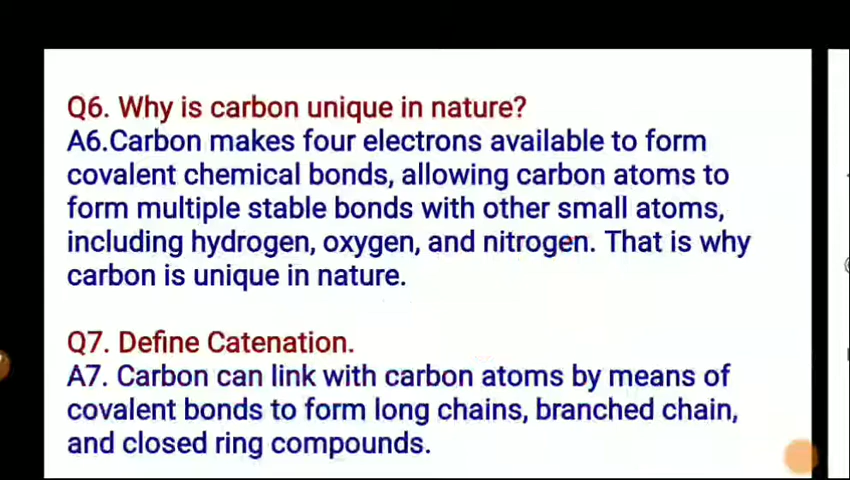 Q6. Why is carbon unique in nature?
A6.Carbon makes four electrons available to form
covalent chemical bonds, allowing carbon atoms to
form multiple stable bonds with other small atoms,
including hydrogen, oxygen, and nitrogen. That is why
carbon is unique in nature.
Q7. Define Catenation.
A7. Carbon can link with carbon atoms by means of
covalent bonds to form long chains, branched chain,
and closed ring compounds.